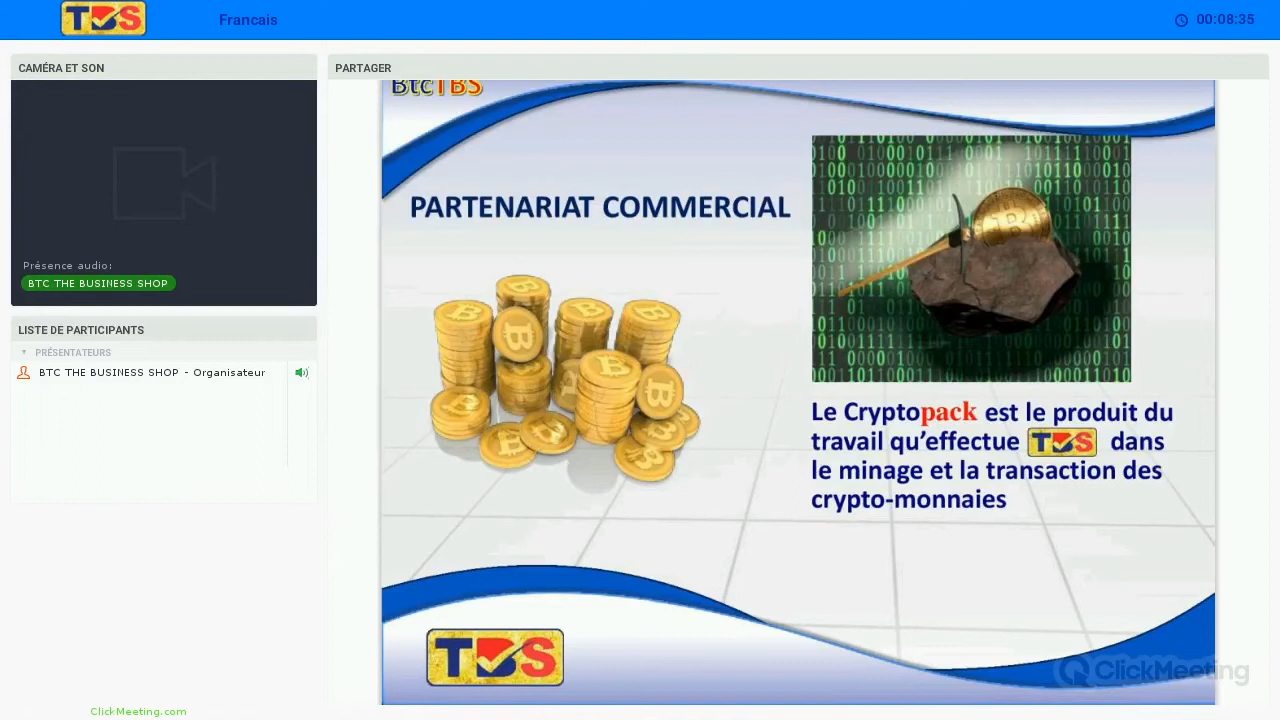 TBS
Francais
00:08:35
CAMÉRA ET SON
Présence audio:
BTC THE BUSINESS SHOP
LISTE DE PARTICIPANTS
PRÉSENTATEURS
BTC THE BUSINESS SHOP - Organisateur
PARTAGER
BtcTBS
PARTENARIAT COMMERCIAL
Le Cryptopack est le produit du
travail qu'effectue TBS dans
le minage et la transaction des
crypto-monnaies
TBS
ClickMeeting
ClickMeeting.com